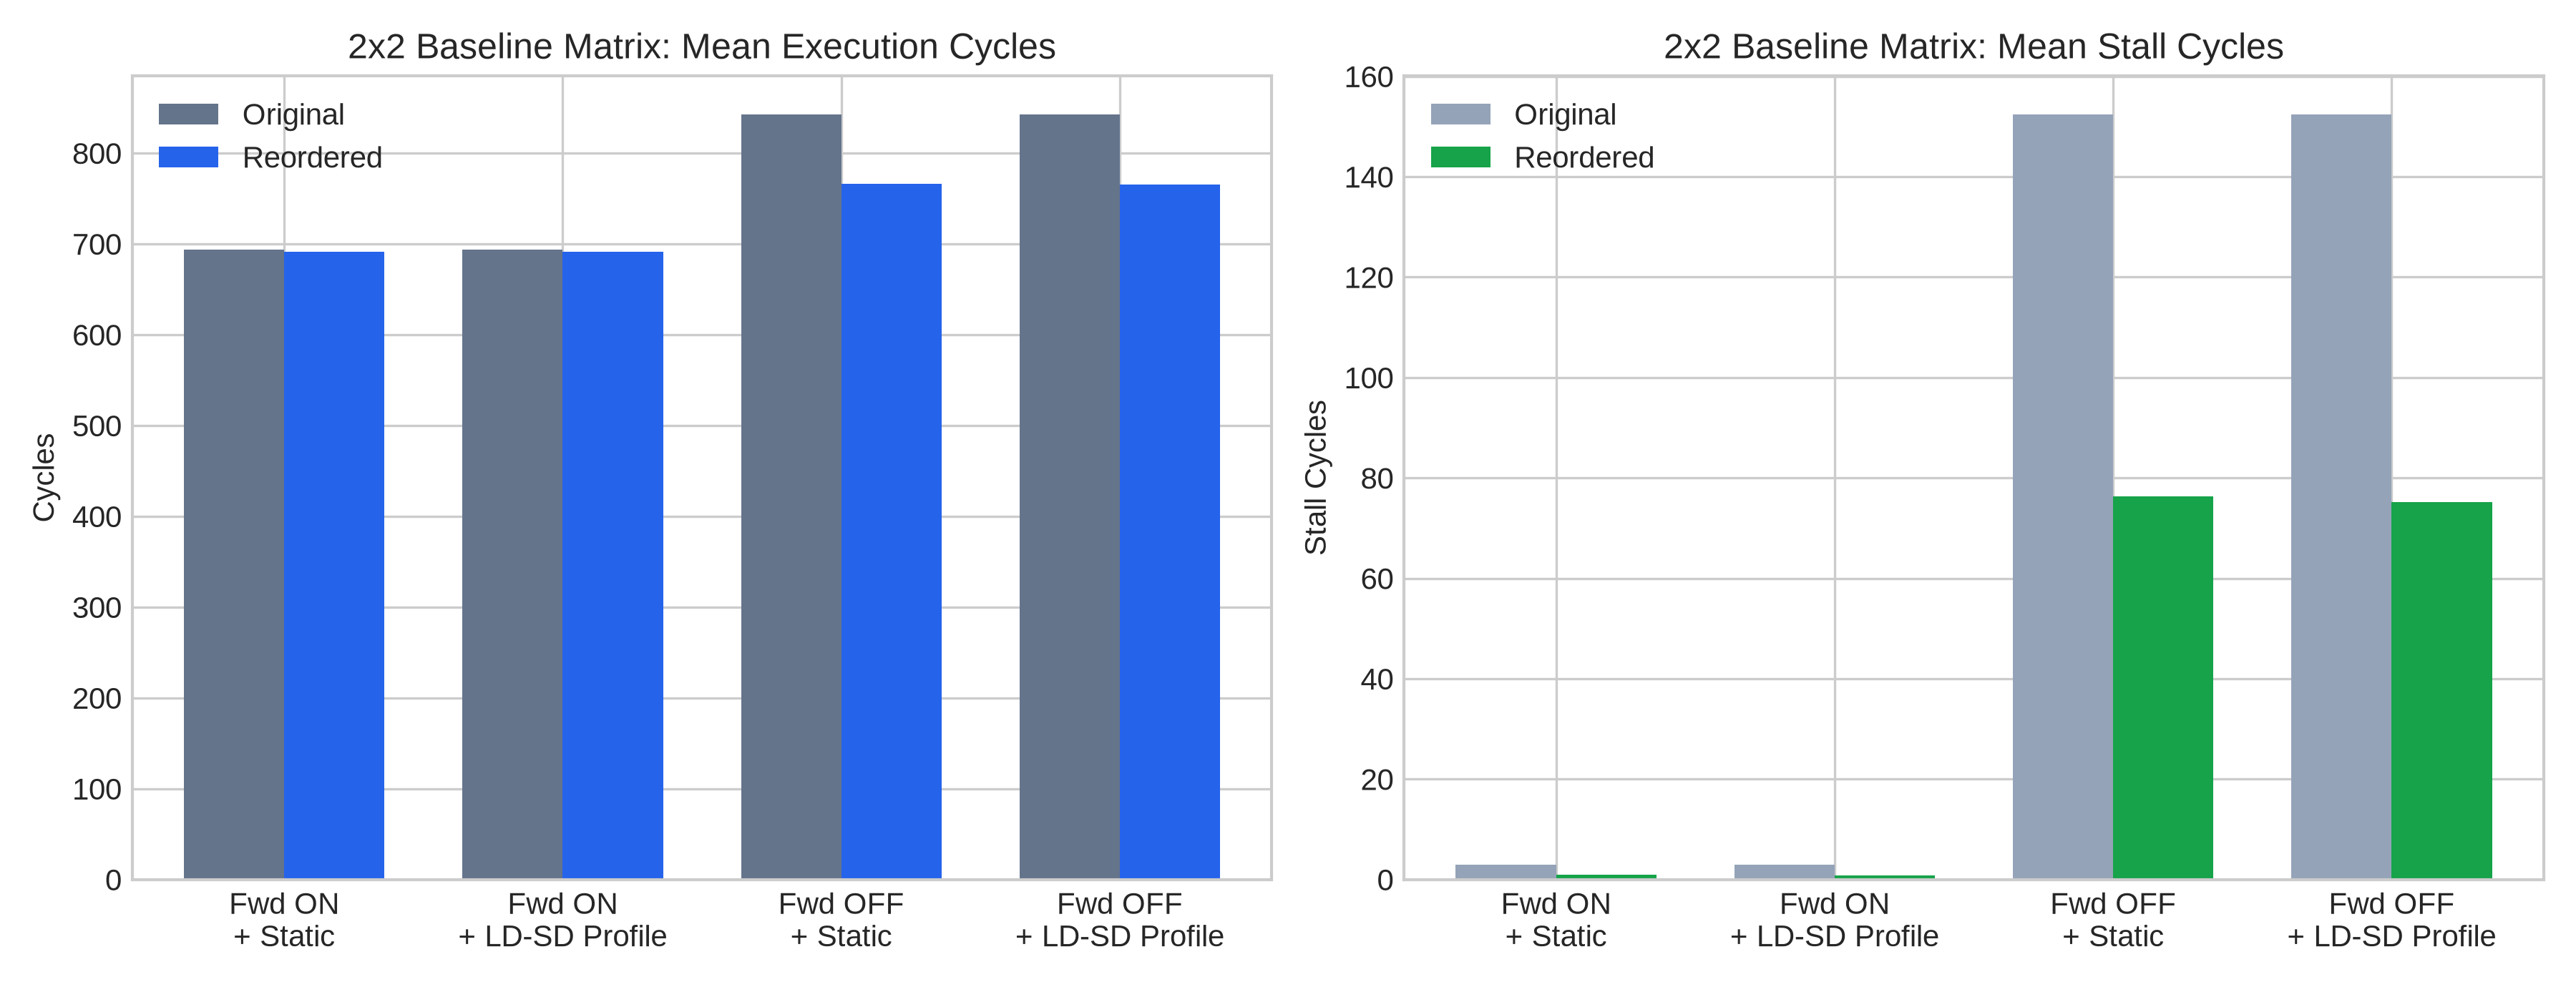 2x2 Baseline Matrix: Mean Execution Cycles
Original
Reordered
Cycles
800
700
600
500
400
300
200
100
0
Fwd ON
+ Static
Fwd ON
+ LD-SD Profile
Fwd OFF
+ Static
Fwd OFF
+ LD-SD Profile
2x2 Baseline Matrix: Mean Stall Cycles
Original
Reordered
Stall Cycles
160
140
120
100
80
60
40
20
0
Fwd ON
+ Static
Fwd ON
+ LD-SD Profile
Fwd OFF
+ Static
Fwd OFF
+ LD-SD Profile